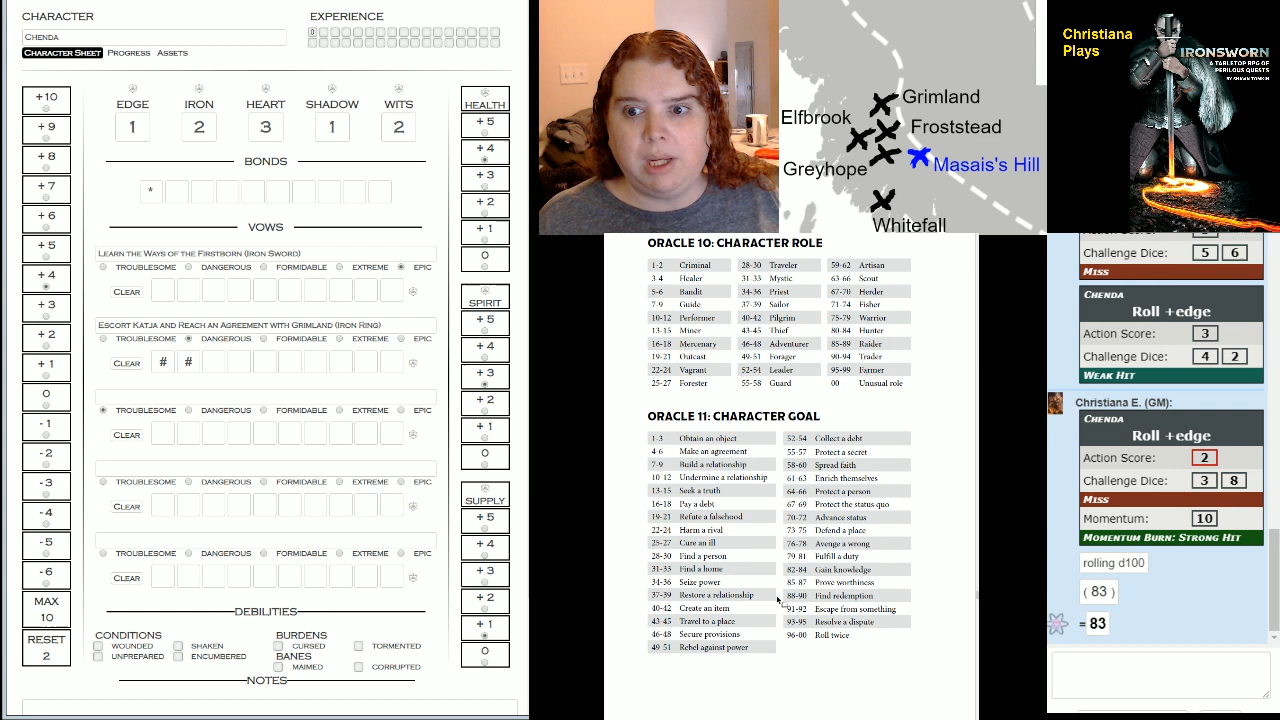 CHARACTER
EXPERIENCE
CHENDA
0
CHARACTER SHEET PROGRESS ASSETS
EDGE IRON HEART SHADOW WITS
1 2 3 1 2
BONDS
*
VOWS
LEARN THE WAYS OF THE FIRSTBORN (IRON SWORD)
TROUBLESOME DANGEROUS FORMIDABLE EXTREME EPIC
CLEAR
ESCORT KATJA AND REACH AN AGREEMENT WITH GRIMLAND (IRON RING)
TROUBLESOME DANGEROUS FORMIDABLE EXTREME EPIC
CLEAR # #
TROUBLESOME DANGEROUS FORMIDABLE EXTREME EPIC
CLEAR
TROUBLESOME DANGEROUS FORMIDABLE EXTREME EPIC
CLEAR
TROUBLESOME DANGEROUS FORMIDABLE EXTREME EPIC
CLEAR
DEBILITIES
CONDITIONS
WOUNDED SHAKEN
UNPREPARED ENCUMBERED
BURDENS
CURSED TORMENTED
BANES
MAIMED CORRUPTED
NOTES
+10
+9
+8
+7
+6
+5
+4
+3
+2
+1
0
-1
-2
-3
-4
-5
-6
MAX
10
RESET
2
HEALTH
+5
+4
+3
+2
+1
0
SPIRIT
+5
+4
+3
+2
+1
0
SUPPLY
+5
+4
+3
+2
+1
0
Grimland
Elfbrook
Froststead
Greyhope
Masais's Hill
Whitefall
Christiana
Plays
IRONSWORN
A TABLETOP RPG OF
PERILOUS QUESTS
BY SHAWN TOMKIN
ORACLE 10: CHARACTER ROLE
1-2 Criminal 28-30 Traveler 59-62 Artisan
3-4 Healer 31-33 Mystic 63-66 Scout
5-6 Bandit 34-36 Priest 67-70 Herder
7-9 Guide 37-39 Sailor 71-74 Fisher
10-12 Performer 40-42 Pilgrim 75-79 Warrior
13-15 Miner 43-45 Thief 80-84 Hunter
16-18 Mercenary 46-48 Adventurer 85-89 Raider
19-21 Outcast 49-51 Forager 90-94 Trader
22-24 Vagrant 52-54 Leader 95-99 Farmer
25-27 Forester 55-58 Guard 00 Unusual role
ORACLE 11: CHARACTER GOAL
1-3 Obtain an object 52-54 Collect a debt
4-6 Make an agreement 55-57 Protect a secret
7-9 Build a relationship 58-60 Spread faith
10-12 Undermine a relationship 61-63 Enrich themselves
13-15 Seek a truth 64-66 Protect a person
16-18 Pay a debt 67-69 Protect the status quo
19-21 Refute a falsehood 70-72 Advance status
22-24 Harm a rival 73-75 Defend a place
25-27 Cure an ill 76-78 Avenge a wrong
28-30 Find a person 79-81 Fulfill a duty
31-33 Find a home 82-84 Gain knowledge
34-36 Seize power 85-87 Prove worthiness
37-39 Restore a relationship 88-90 Find redemption
40-42 Create an item 91-92 Escape from something
43-45 Travel to a place 93-95 Resolve a dispute
46-48 Secure provisions 96-00 Roll twice
49-51 Rebel against power
Challenge Dice: 5 6
MISS
CHENDA
Roll +edge
Action Score: 3
Challenge Dice: 4 2
WEAK HIT
Christiana E. (GM):
CHENDA
Roll +edge
Action Score: 2
Challenge Dice: 3 8
MISS
Momentum: 10
MOMENTUM BURN: STRONG HIT
rolling d100
( 83 )
=83